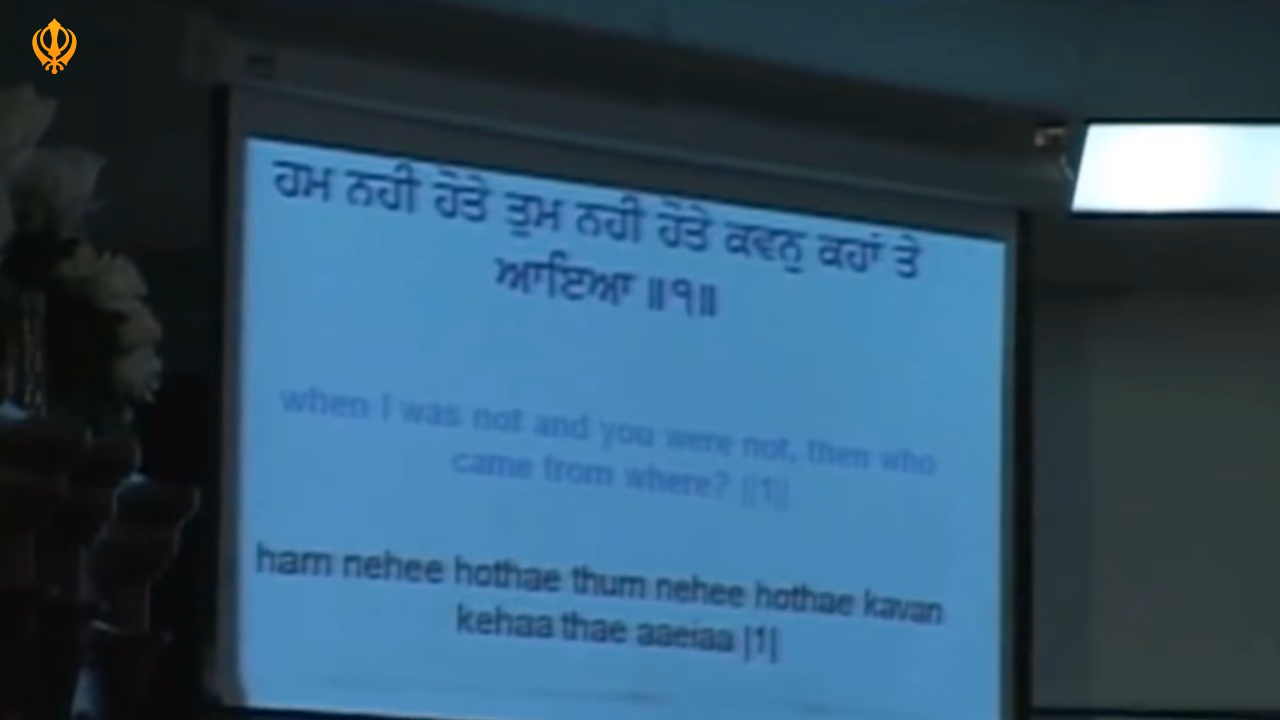 ਹਮ ਨਹੀ ਹੋਤੇ ਤੁਮ ਨਹੀ ਹੋਤੇ ਕਵਨੁ ਕਹਾਂ ਤੇ
ਆਇਆ ॥੧॥
when I was not and you were not, then who
came from where? ||1||
ham nehee hothae thum nehee hothae kavan
kehaa thae aaeiaa |1|